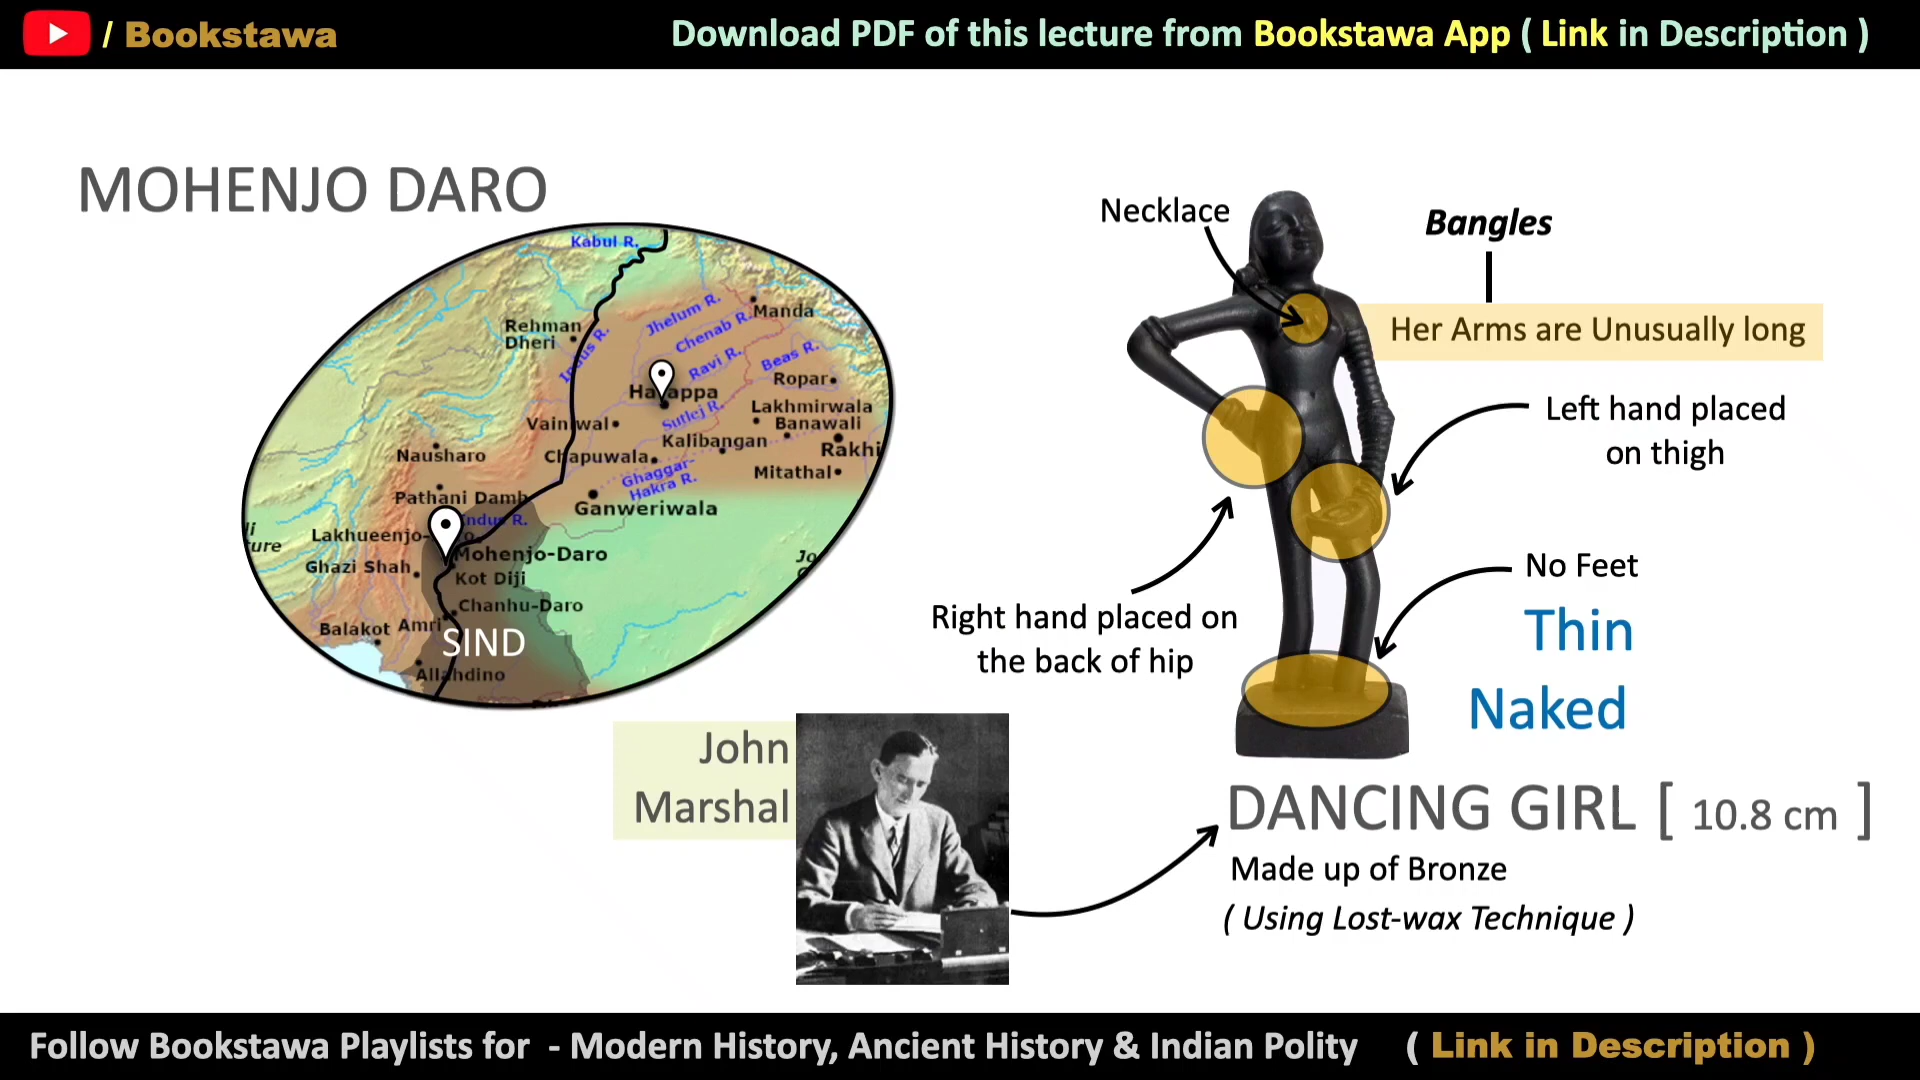 / Bookstawa
Download PDF of this lecture from Bookstawa App ( Link in Description )
MOHENJO DARO
Kabul R.
Rehman
Dheri
Indus R.
Jhelum R.
Manda
Chenab R.
Ravi R.
Beas R.
Harappa
Ropar
Sutlej R.
Lakhmirwala
Banawali
Vainiwal
Kalibangan
Rakhi
Chapuwala
Nausharo
Mitathal
Ghaggar-
Hakra R.
Pathani Damb
Ganweriwala
Indus R.
Lakhueenjo-
Mohenjo-Daro
Ghazi Shah
Kot Diji
Chanhu-Daro
Balakot
Amri
SIND
Allahdino
Necklace
Bangles
Her Arms are Unusually long
Left hand placed
on thigh
Right hand placed on
the back of hip
No Feet
Thin
Naked
John
Marshal
DANCING GIRL [ 10.8 cm ]
Made up of Bronze
( Using Lost-wax Technique )
Follow Bookstawa Playlists for - Modern History, Ancient History & Indian Polity ( Link in Description )